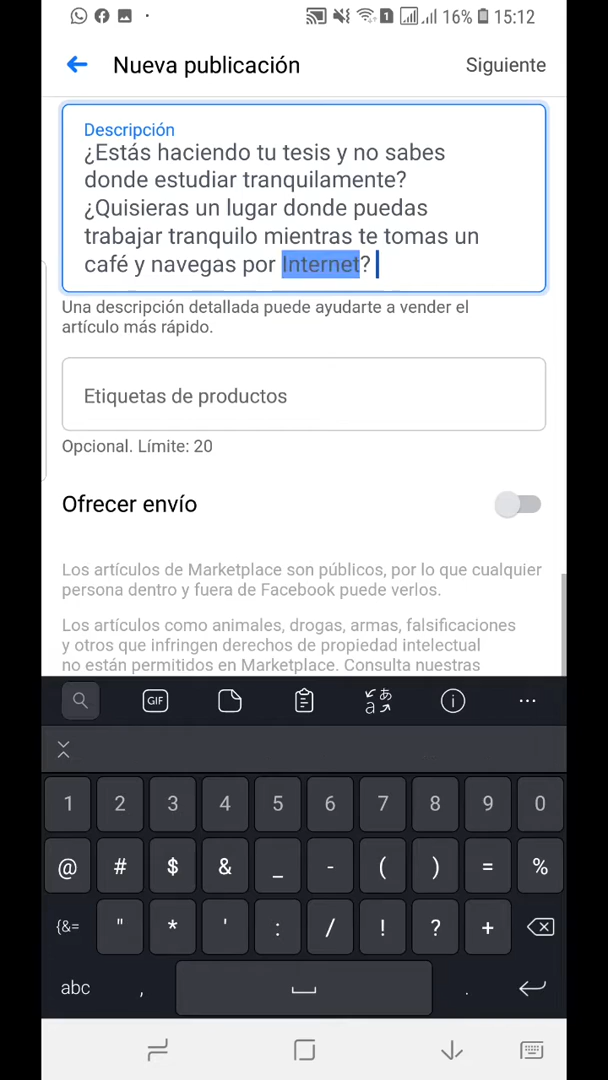 16% 15:12
Nueva publicación Siguiente
Descripción
¿Estás haciendo tu tesis y no sabes
donde estudiar tranquilamente?
¿Quisieras un lugar donde puedas
trabajar tranquilo mientras te tomas un
café y navegas por Internet?
Una descripción detallada puede ayudarte a vender el
artículo más rápido.
Etiquetas de productos
Opcional. Límite: 20
Ofrecer envío
Los artículos de Marketplace son públicos, por lo que cualquier
persona dentro y fuera de Facebook puede verlos.
Los artículos como animales, drogas, armas, falsificaciones
y otros que infringen derechos de propiedad intelectual
no están permitidos en Marketplace. Consulta nuestras
GIF a あ
1 2 3 4 5 6 7 8 9 0
@ # $ & _ - ( ) = %
{&= " * ' : / ! ? +
abc , .